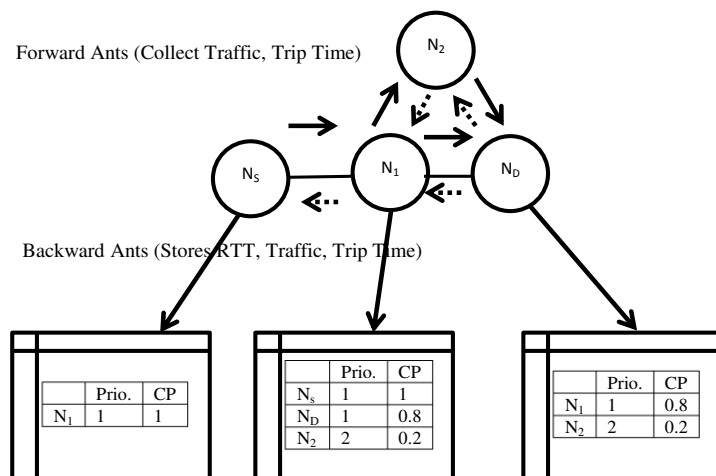 Forward Ants (Collect Traffic, Trip Time)
N2
NS
N1
ND
Backward Ants (Stores RTT, Traffic, Trip Time)
Prio. CP
N1 1 1
Prio. CP
Ns 1 1
ND 1 0.8
N2 2 0.2
Prio. CP
N1 1 0.8
N2 2 0.2